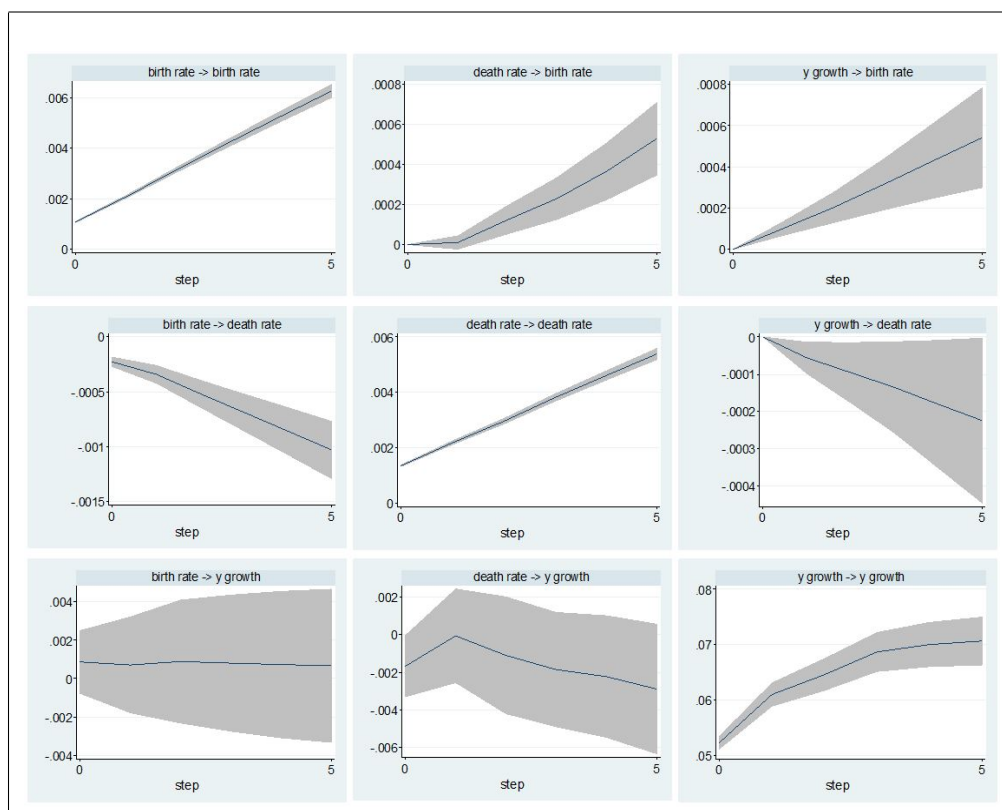 birth rate -> birth rate
.006
.004
.002
0
0 5
step
death rate -> birth rate
.0008
.0006
.0004
.0002
0
0 5
step
y growth -> birth rate
.0008
.0006
.0004
.0002
0
0 5
step
birth rate -> death rate
0
-.0005
-.001
-.0015
0 5
step
death rate -> death rate
.006
.004
.002
0
0 5
step
y growth -> death rate
0
-.0001
-.0002
-.0003
-.0004
0 5
step
birth rate -> y growth
.004
.002
0
-.002
-.004
0 5
step
death rate -> y growth
.002
0
-.002
-.004
-.006
0 5
step
y growth -> y growth
.08
.07
.06
.05
0 5
step